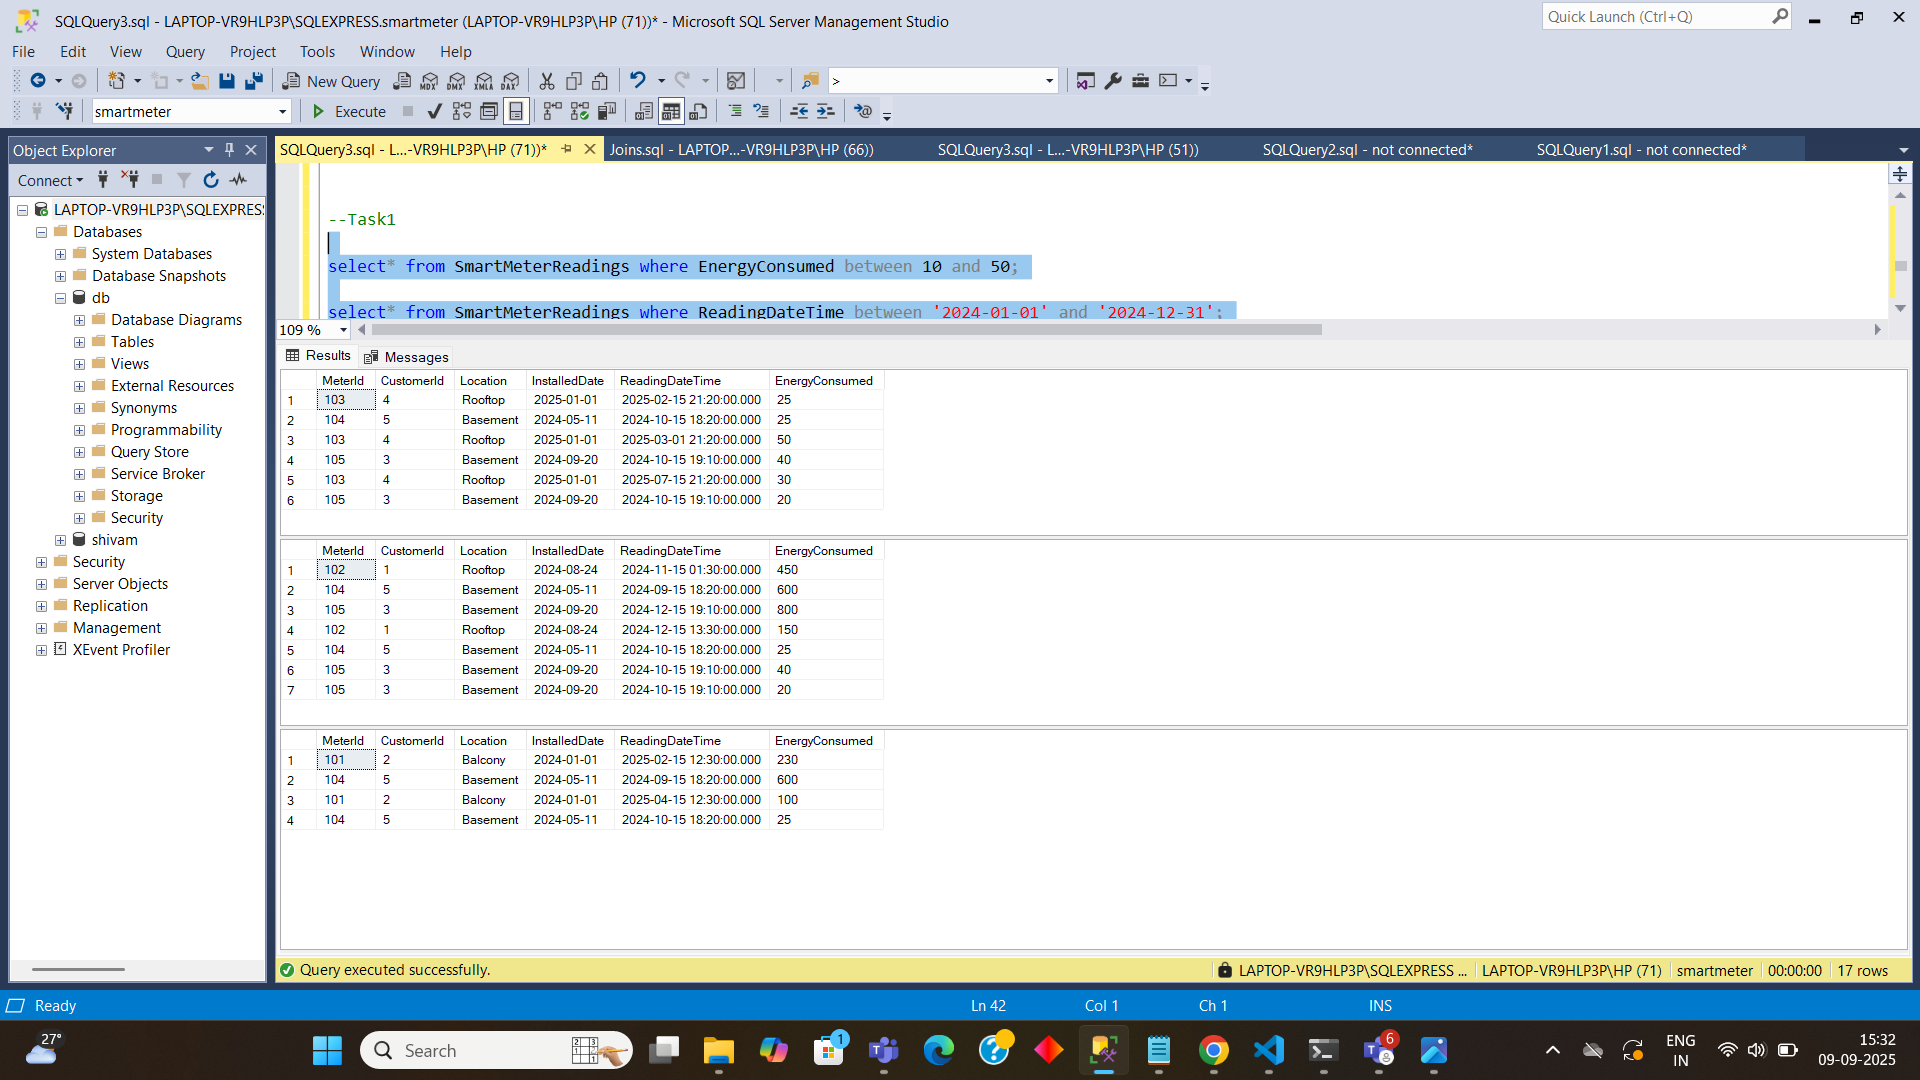 SQLQuery3.sql - LAPTOP-VR9HLP3P\SQLEXPRESS.smartmeter (LAPTOP-VR9HLP3P\HP (71))* - Microsoft SQL Server Management Studio
Quick Launch (Ctrl+Q)
File Edit View Query Project Tools Window Help
New Query MDX DMX XMLA DAX >
smartmeter Execute
Object Explorer
SQLQuery3.sql - L...-VR9HLP3P\HP (71))* Joins.sql - LAPTOP...-VR9HLP3P\HP (66)) SQLQuery3.sql - L...-VR9HLP3P\HP (51)) SQLQuery2.sql - not connected* SQLQuery1.sql - not connected*
Connect
LAPTOP-VR9HLP3P\SQLEXPRESS
Databases
System Databases
Database Snapshots
db
Database Diagrams
Tables
Views
External Resources
Synonyms
Programmability
Query Store
Service Broker
Storage
Security
shivam
Security
Server Objects
Replication
Management
XEvent Profiler
--Task1
select* from SmartMeterReadings where EnergyConsumed between 10 and 50;
select* from SmartMeterReadings where ReadingDateTime between '2024-01-01' and '2024-12-31';
109 %
Results Messages
MeterId CustomerId Location InstalledDate ReadingDateTime EnergyConsumed
1 103 4 Rooftop 2025-01-01 2025-02-15 21:20:00.000 25
2 104 5 Basement 2024-05-11 2024-10-15 18:20:00.000 25
3 103 4 Rooftop 2025-01-01 2025-03-01 21:20:00.000 50
4 105 3 Basement 2024-09-20 2024-10-15 19:10:00.000 40
5 103 4 Rooftop 2025-01-01 2025-07-15 21:20:00.000 30
6 105 3 Basement 2024-09-20 2024-10-15 19:10:00.000 20
MeterId CustomerId Location InstalledDate ReadingDateTime EnergyConsumed
1 102 1 Rooftop 2024-08-24 2024-11-15 01:30:00.000 450
2 104 5 Basement 2024-05-11 2024-09-15 18:20:00.000 600
3 105 3 Basement 2024-09-20 2024-12-15 19:10:00.000 800
4 102 1 Rooftop 2024-08-24 2024-12-15 13:30:00.000 150
5 104 5 Basement 2024-05-11 2024-10-15 18:20:00.000 25
6 105 3 Basement 2024-09-20 2024-10-15 19:10:00.000 40
7 105 3 Basement 2024-09-20 2024-10-15 19:10:00.000 20
MeterId CustomerId Location InstalledDate ReadingDateTime EnergyConsumed
1 101 2 Balcony 2024-01-01 2025-02-15 12:30:00.000 230
2 104 5 Basement 2024-05-11 2024-09-15 18:20:00.000 600
3 101 2 Balcony 2024-01-01 2025-04-15 12:30:00.000 100
4 104 5 Basement 2024-05-11 2024-10-15 18:20:00.000 25
Query executed successfully. LAPTOP-VR9HLP3P\SQLEXPRESS ... LAPTOP-VR9HLP3P\HP (71) smartmeter 00:00:00 17 rows
Ready Ln 42 Col 1 Ch 1 INS
27° Search 1 6 ENG IN 15:32
09-09-2025